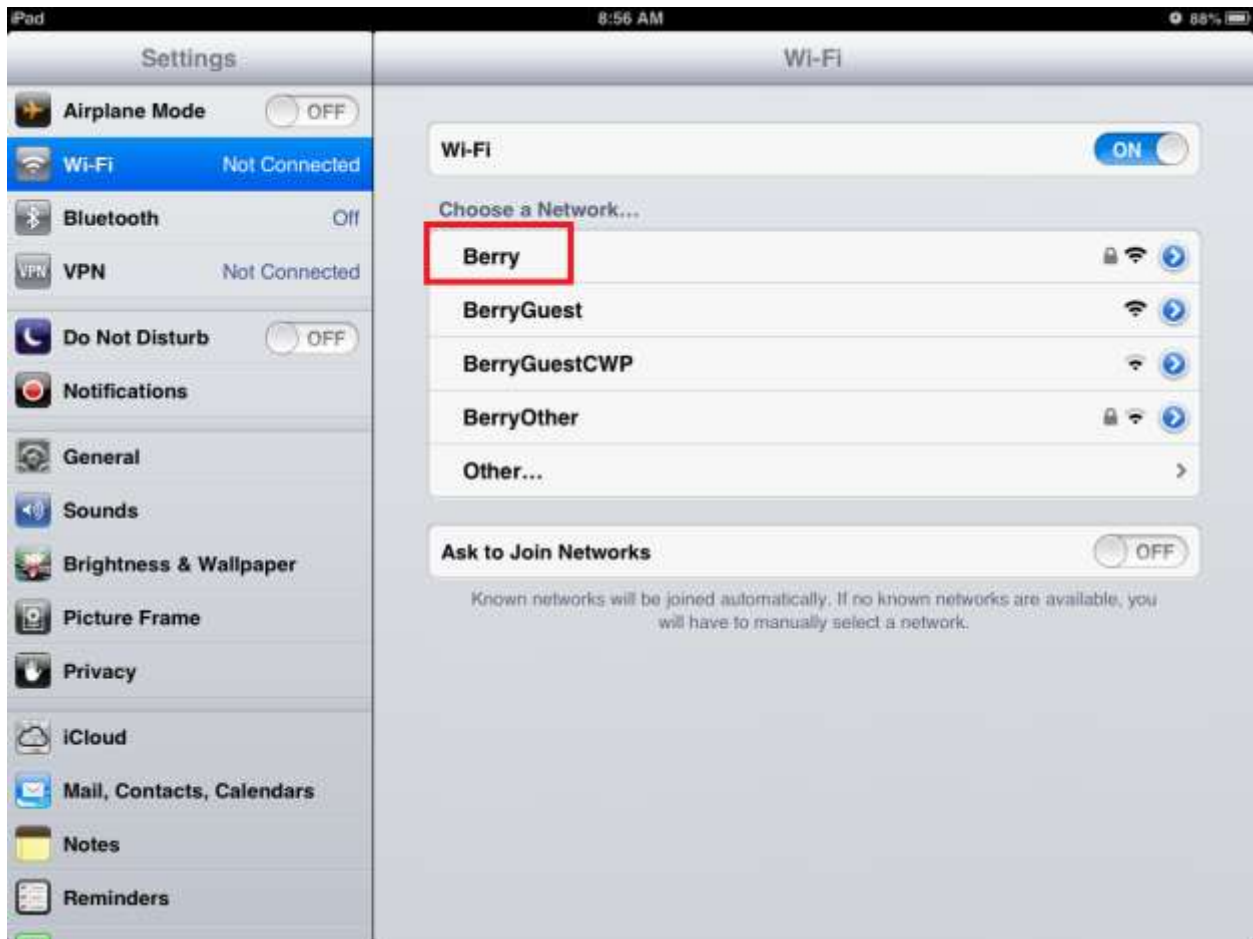 iPad 8:56 AM 88%
Settings
Wi-Fi
Airplane Mode OFF
Wi-Fi Not Connected
Bluetooth Off
VPN VPN Not Connected
Do Not Disturb OFF
Notifications
General
Sounds
Brightness & Wallpaper
Picture Frame
Privacy
iCloud
Mail, Contacts, Calendars
Notes
Reminders
Wi-Fi ON
Choose a Network...
Berry
BerryGuest
BerryGuestCWP
BerryOther
Other...
Ask to Join Networks OFF
Known networks will be joined automatically. If no known networks are available, you
will have to manually select a network.